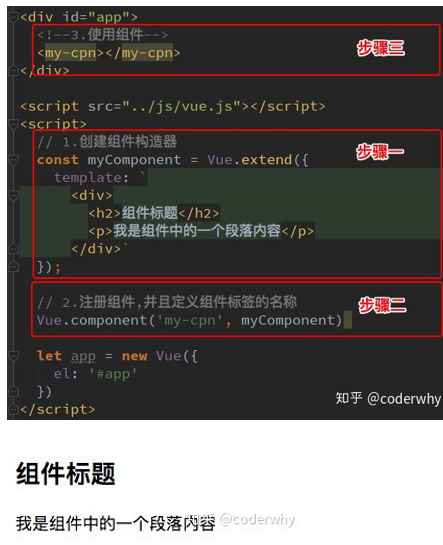 <div id="app">
<!--3.使用组件-->
步骤三
<my-cpn></my-cpn>
</div>
<script src="../js/vue.js"></script>
<script>
// 1.创建组件构造器
步骤一
const myComponent = Vue.extend({
template: `
<div>
<h2>组件标题</h2>
<p>我是组件中的一个段落内容</p>
</div>`
});
// 2.注册组件,并且定义组件标签的名称
步骤二
Vue.component('my-cpn', myComponent)
let app = new Vue({
el: '#app'
})
</script>
知乎 @coderwhy
组件标题
我是组件中的一个段落内容
知乎 @coderwhy